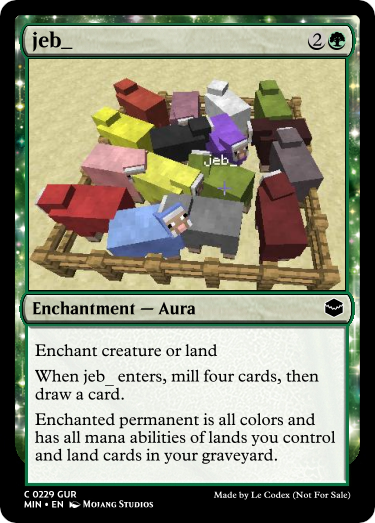 jeb_ 2
jeb_
Enchantment — Aura
Enchant creature or land
When jeb_ enters, mill four cards, then
draw a card.
Enchanted permanent is all colors and
has all mana abilities of lands you control
and land cards in your graveyard.
C 0229 GUR
MIN • EN Mojang Studios
Made by Le Codex (Not For Sale)